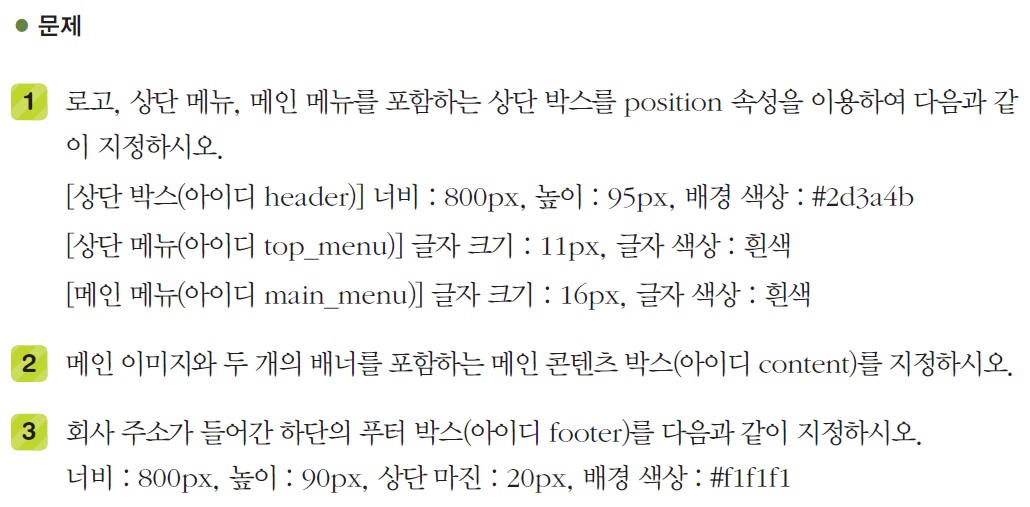 ● 문제
1 로고, 상단 메뉴, 메인 메뉴를 포함하는 상단 박스를 position 속성을 이용하여 다음과 같
이 지정하시오.
[상단 박스(아이디 header)] 너비 : 800px, 높이 : 95px, 배경 색상 : #2d3a4b
[상단 메뉴(아이디 top_menu)] 글자 크기 : 11px, 글자 색상 : 흰색
[메인 메뉴(아이디 main_menu)] 글자 크기 : 16px, 글자 색상 : 흰색
2 메인 이미지와 두 개의 배너를 포함하는 메인 콘텐츠 박스(아이디 content)를 지정하시오.
3 회사 주소가 들어간 하단의 푸터 박스(아이디 footer)를 다음과 같이 지정하시오.
너비 : 800px, 높이 : 90px, 상단 마진 : 20px, 배경 색상 : #f1f1f1